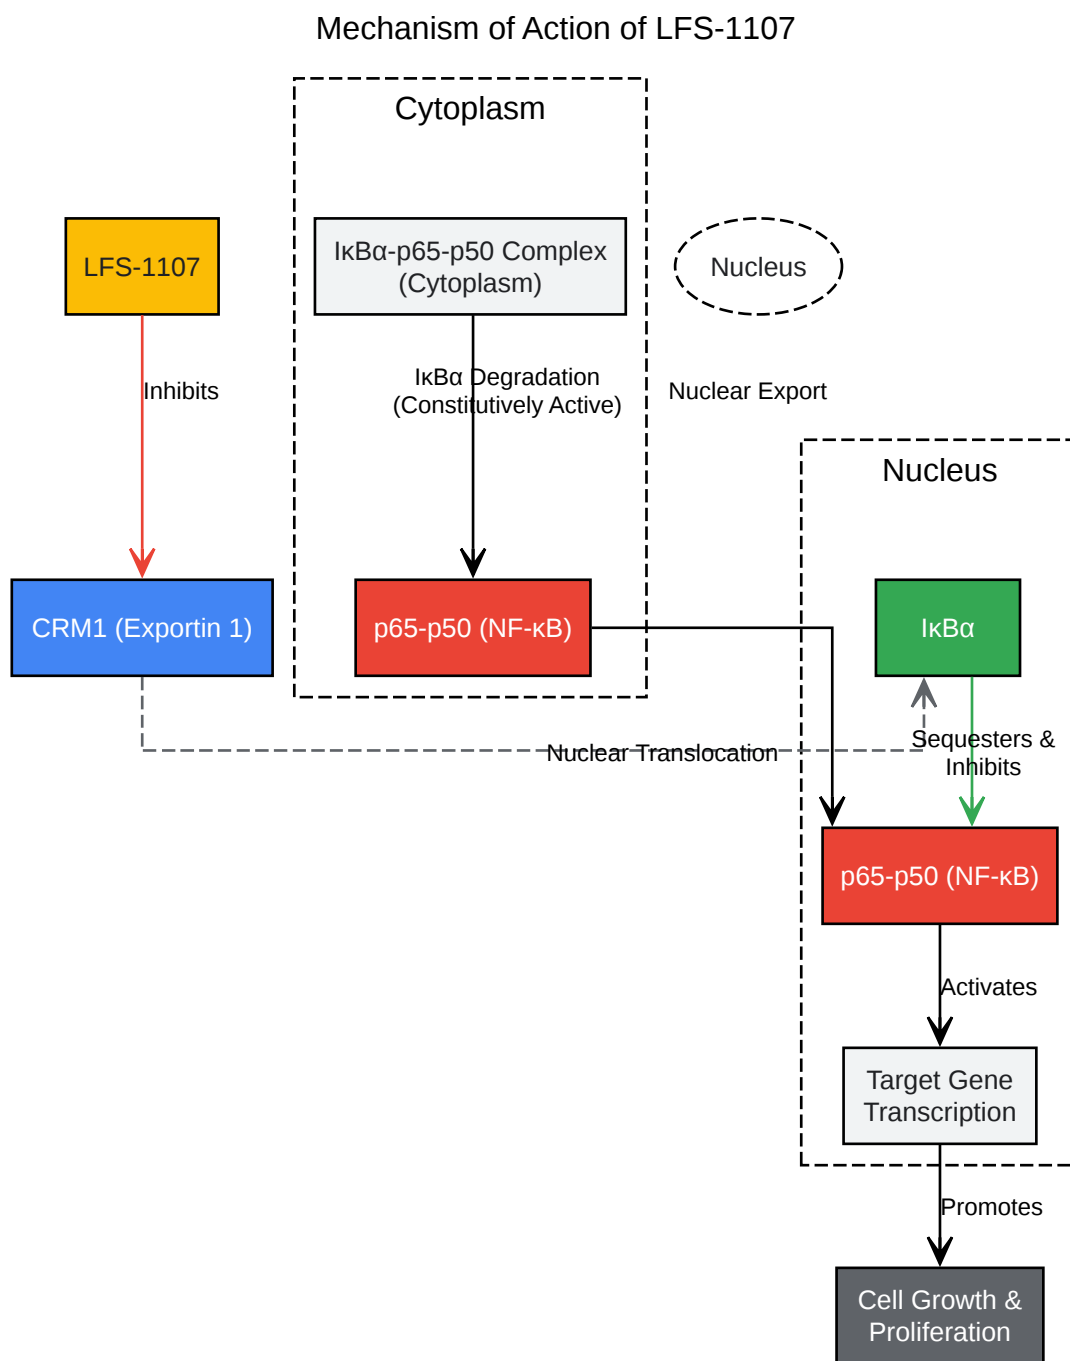 Mechanism of Action of LFS-1107
Cytoplasm
LFS-1107
IκBα-p65-p50 Complex
(Cytoplasm)
Nucleus
Inhibits
IκBα Degradation
(Constitutively Active)
Nuclear Export
Nucleus
CRM1 (Exportin 1)
p65-p50 (NF-κB)
IκBα
Nuclear Translocation
Sequesters &
Inhibits
p65-p50 (NF-κB)
Activates
Target Gene
Transcription
Promotes
Cell Growth &
Proliferation